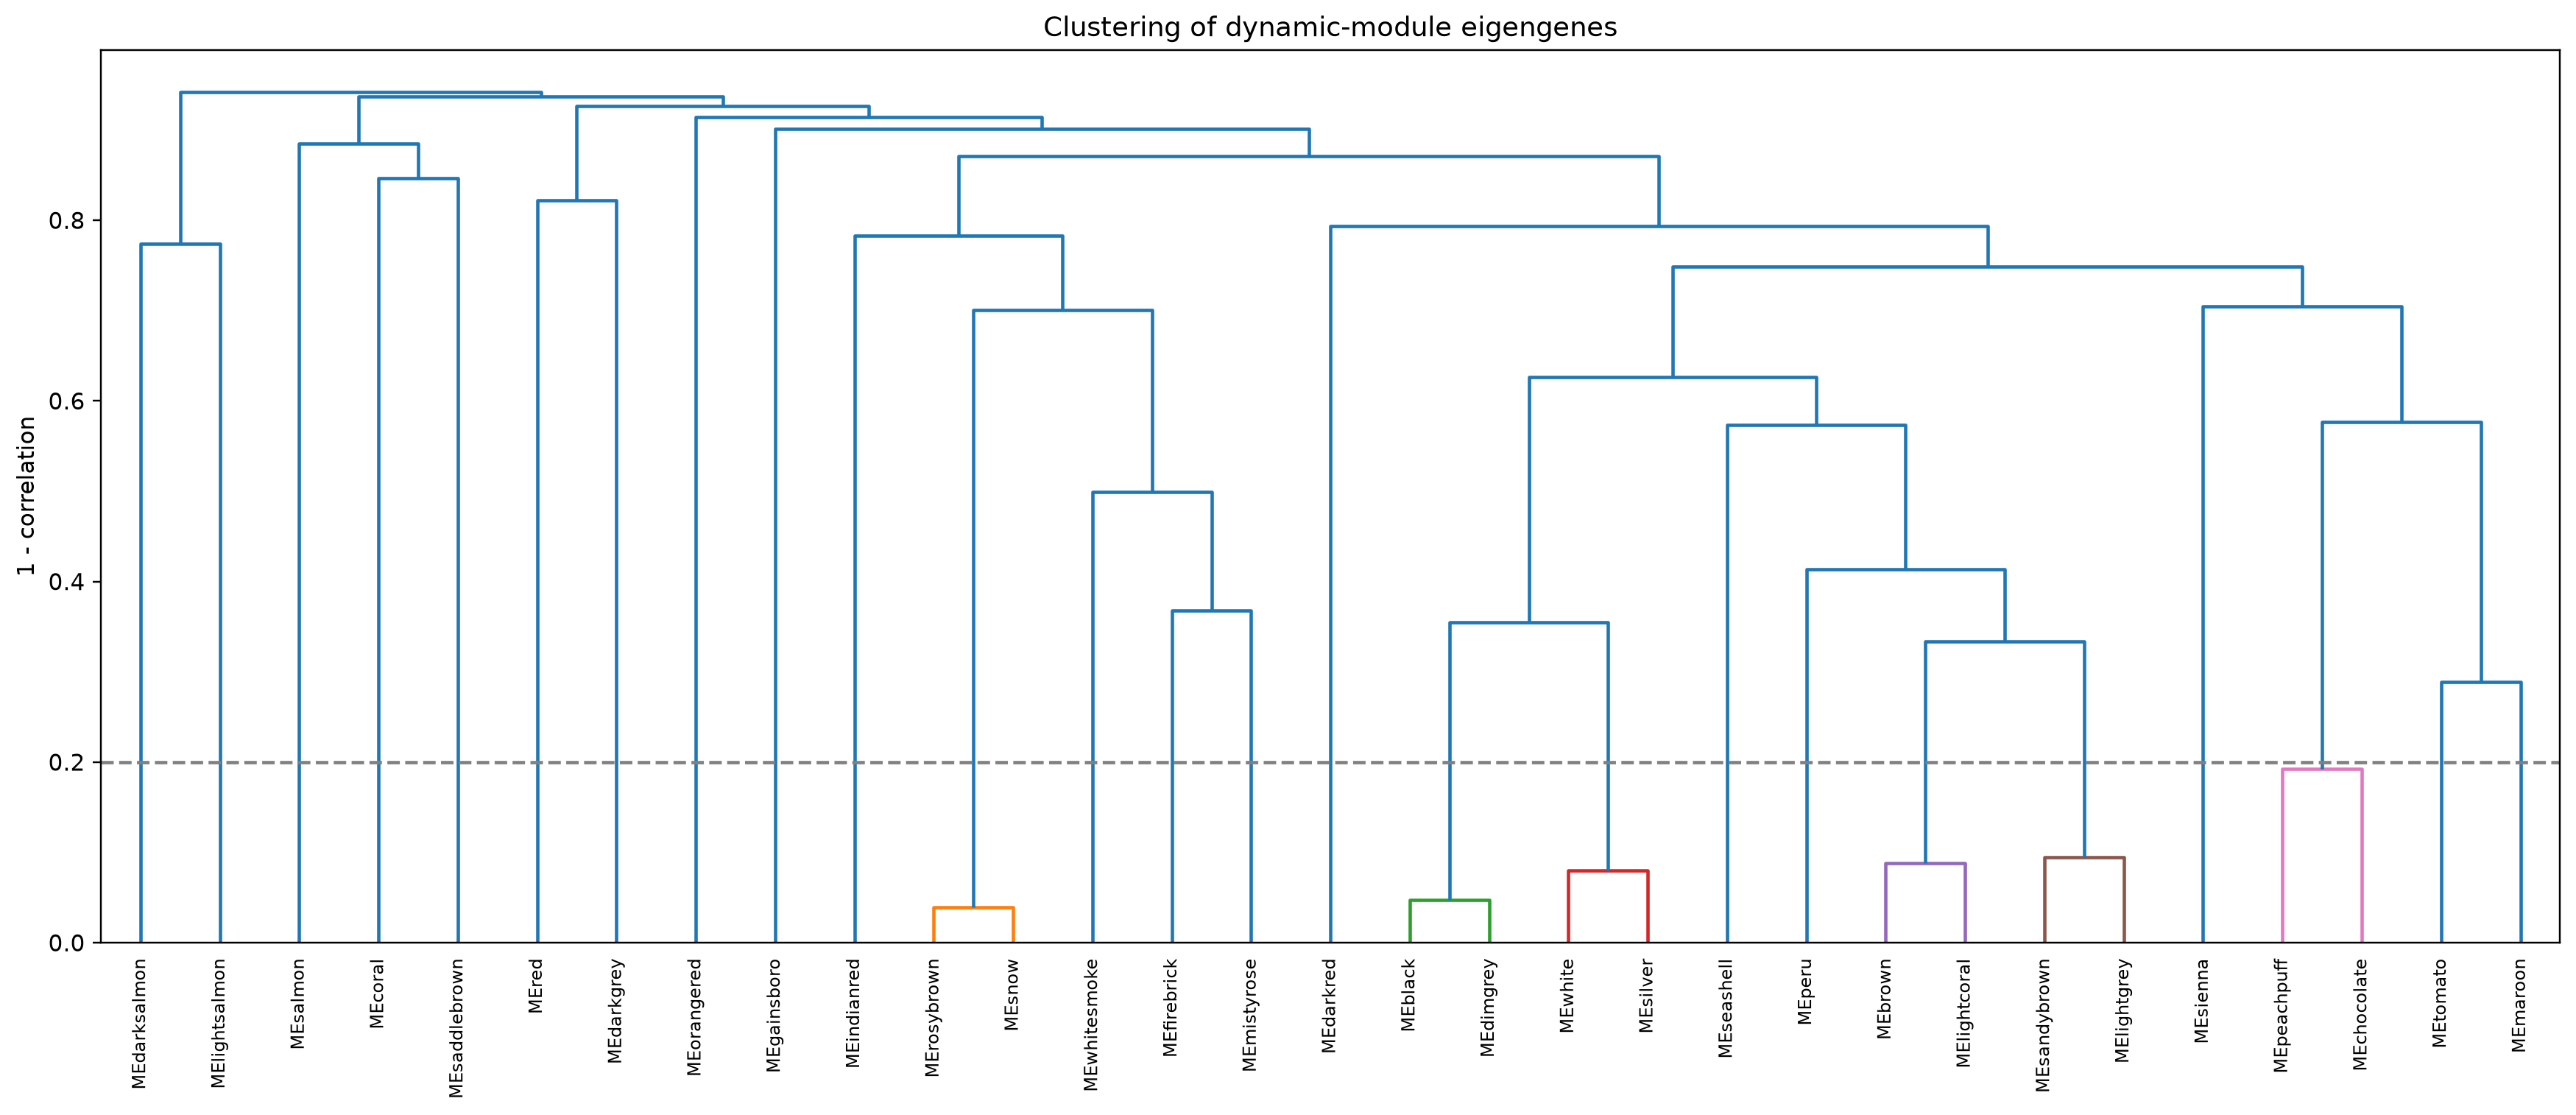 Clustering of dynamic-module eigengenes
1 - correlation
0.8
0.6
0.4
0.2
0.0
MEdarksalmon
MElightsalmon
MEsalmon
MEcoral
MEsaddlebrown
MEred
MEdarkgrey
MEorangered
MEgainsboro
MEindianred
MErosybrown
MEsnow
MEwhitesmoke
MEfirebrick
MEmistyrose
MEdarkred
MEblack
MEdimgrey
MEwhite
MEsilver
MEseashell
MEperu
MEbrown
MElightcoral
MEsandybrown
MElightgrey
MEsienna
MEpeachpuff
MEchocolate
MEtomato
MEmaroon